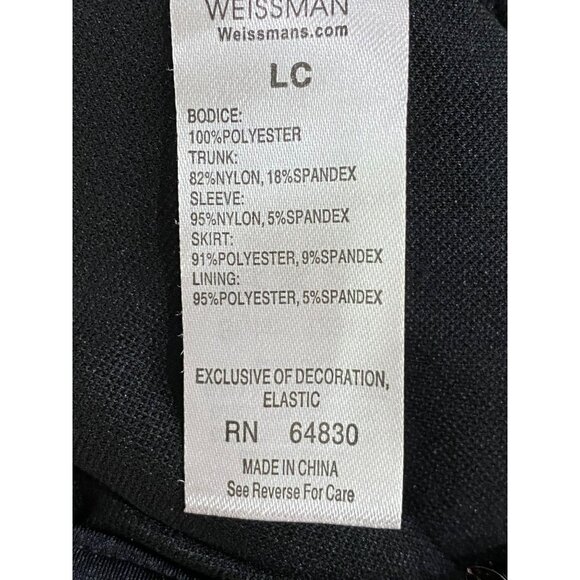 WEISSMAN
Weissmans.com
LC
BODICE:
100%POLYESTER
TRUNK:
82%NYLON,18%SPANDEX
SLEEVE:
95%NYLON,5%SPANDEX
SKIRT:
91%POLYESTER,9%SPANDEX
LINING:
95%POLYESTER,5%SPANDEX
EXCLUSIVE OF DECORATION,
ELASTIC
RN 64830
MADE IN CHINA
See Reverse For Care